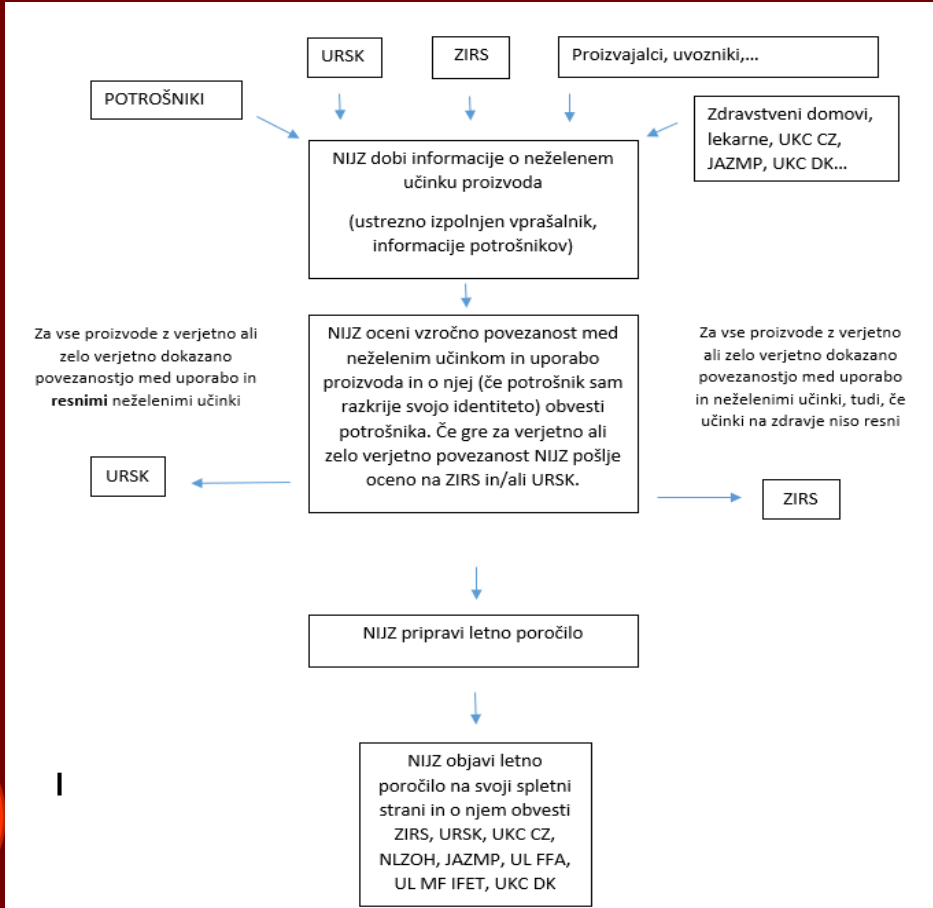 URSK
ZIRS
Proizvajalci, uvozniki,...
POTROŠNIKI
Zdravstveni domovi,
lekarne, UKC CZ,
JAZMP, UKC DK...
NIJZ dobi informacije o neželenem
učinku proizvoda
(ustrezno izpolnjen vprašalnik,
informacije potrošnikov)
Za vse proizvode z verjetno ali
zelo verjetno dokazano
povezanostjo med uporabo in
resnimi neželenimi učinki
NIJZ oceni vzročno povezanost med
neželenim učinkom in uporabo
proizvoda in o njej (če potrošnik sam
razkrije svojo identiteto) obvesti
potrošnika. Če gre za verjetno ali
zelo verjetno povezanost NIJZ pošlje
oceno na ZIRS in/ali URSK.
Za vse proizvode z verjetno
ali zelo verjetno dokazano
povezanostjo med uporabo
in neželenimi učinki, tudi, če
učinki na zdravje niso resni
URSK
ZIRS
NIJZ pripravi letno poročilo
NIJZ objavi letno
poročilo na svoji spletni
strani in o njem obvesti
ZIRS, URSK, UKC CZ,
NLZOH, JAZMP, UL FFA,
UL MF IFET, UKC DK
I